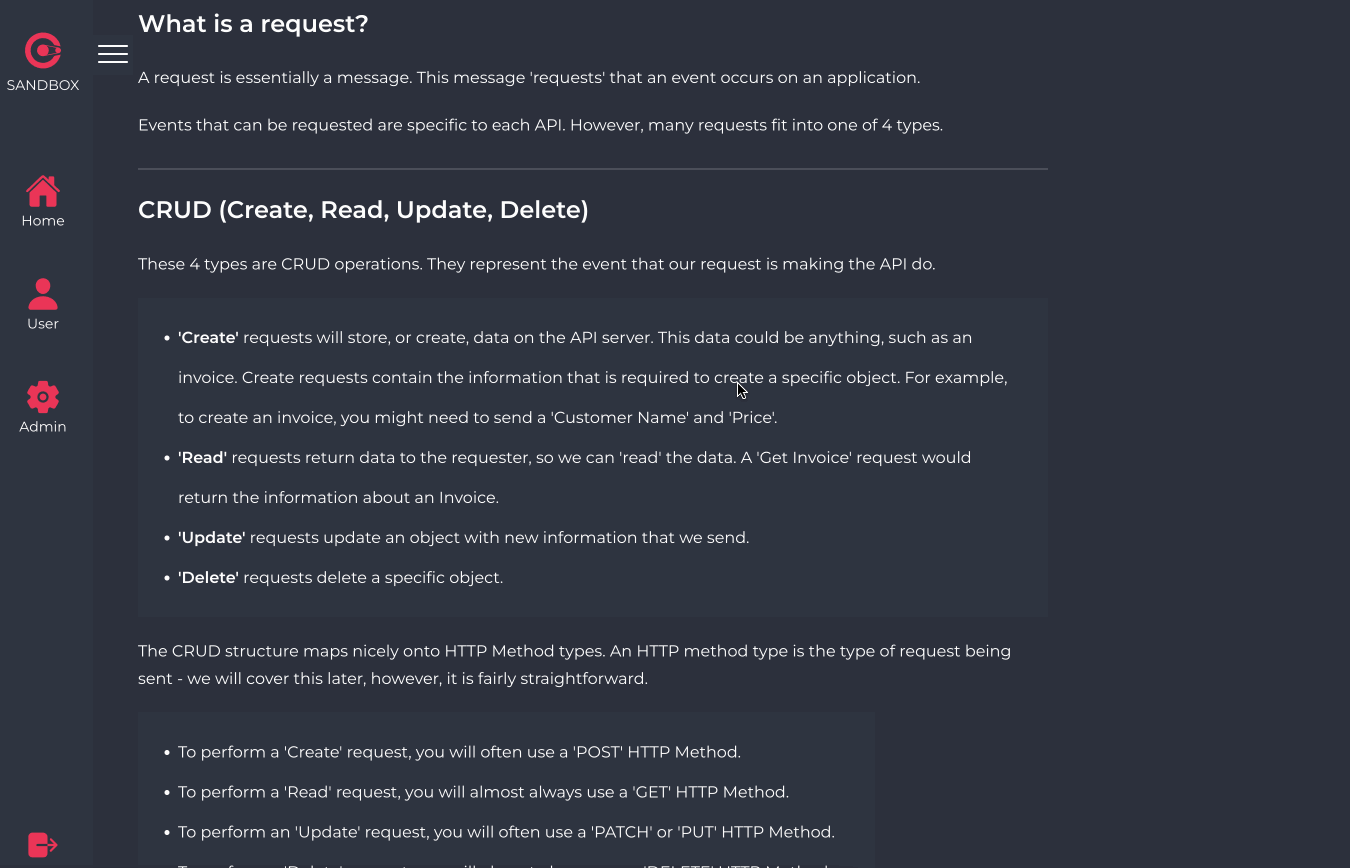 What is a request?
SANDBOX
A request is essentially a message. This message 'requests' that an event occurs on an application.
Events that can be requested are specific to each API. However, many requests fit into one of 4 types.
CRUD (Create, Read, Update, Delete)
Home
These 4 types are CRUD operations. They represent the event that our request is making the API do.
User
• 'Create' requests will store, or create, data on the API server. This data could be anything, such as an
invoice. Create requests contain the information that is required to create a specific object. For example,
to create an invoice, you might need to send a 'Customer Name' and 'Price'.
Admin
• 'Read' requests return data to the requester, so we can 'read' the data. A 'Get Invoice' request would
return the information about an Invoice.
• 'Update' requests update an object with new information that we send.
• 'Delete' requests delete a specific object.
The CRUD structure maps nicely onto HTTP Method types. An HTTP method type is the type of request being
sent - we will cover this later, however, it is fairly straightforward.
• To perform a 'Create' request, you will often use a 'POST' HTTP Method.
• To perform a 'Read' request, you will almost always use a 'GET' HTTP Method.
• To perform an 'Update' request, you will often use a 'PATCH' or 'PUT' HTTP Method.